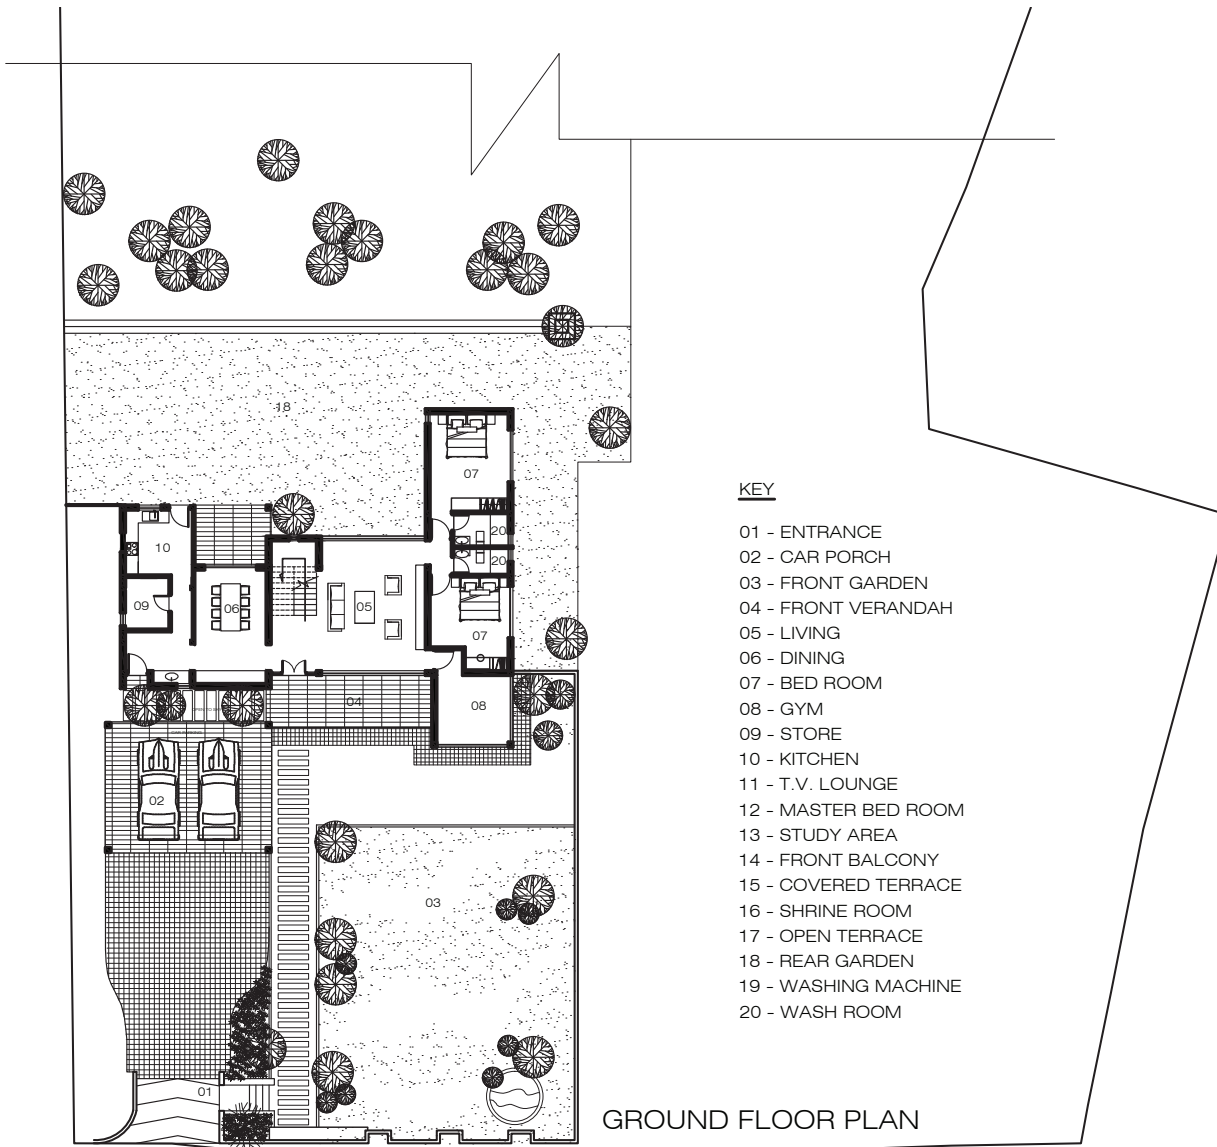 18
07
20
10
20
09
06
05
07
04
08
02
03
01
KEY
01 - ENTRANCE
02 - CAR PORCH
03 - FRONT GARDEN
04 - FRONT VERANDAH
05 - LIVING
06 - DINING
07 - BED ROOM
08 - GYM
09 - STORE
10 - KITCHEN
11 - T.V. LOUNGE
12 - MASTER BED ROOM
13 - STUDY AREA
14 - FRONT BALCONY
15 - COVERED TERRACE
16 - SHRINE ROOM
17 - OPEN TERRACE
18 - REAR GARDEN
19 - WASHING MACHINE
20 - WASH ROOM
GROUND FLOOR PLAN